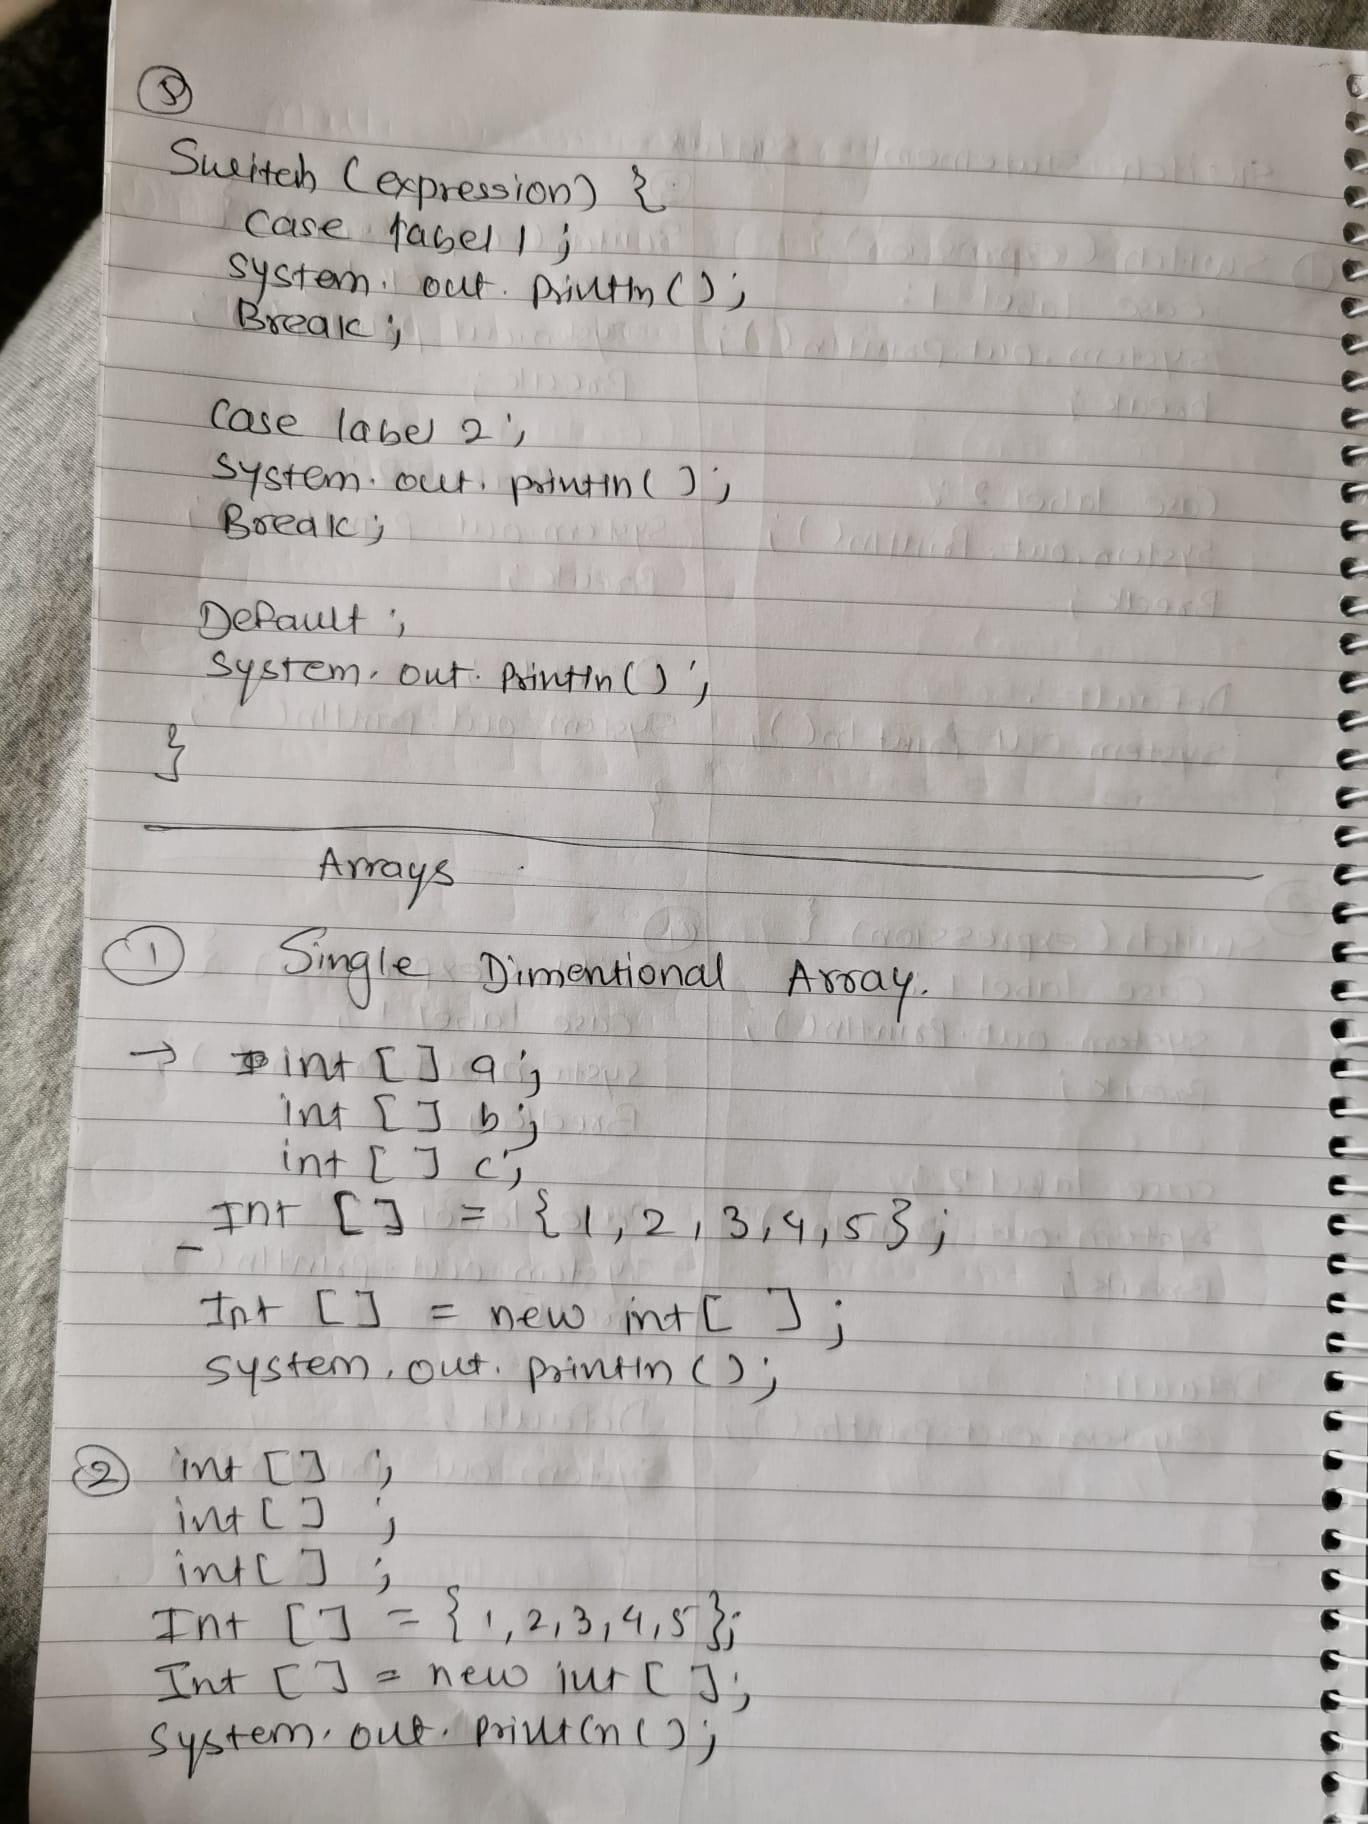 5
Switch (expression) {
Case label 1 ;
System. out. println();
Break ;
Case label 2 ;
System. out. println();
Break ;
Default ;
System. out. println();
}
Arrays
1 Single Dimentional Array.
→ int [ ] a ;
int [ ] b ;
int [ ] c ;
Int [ ] = { 1, 2, 3, 4, 5 } ;
Int [ ] = new int [ ] ;
System. out. println();
2 int [ ] ;
int [ ] ;
int [ ] ;
Int [ ] = { 1, 2, 3, 4, 5 } ;
Int [ ] = new int [ ] ;
System. out. println();